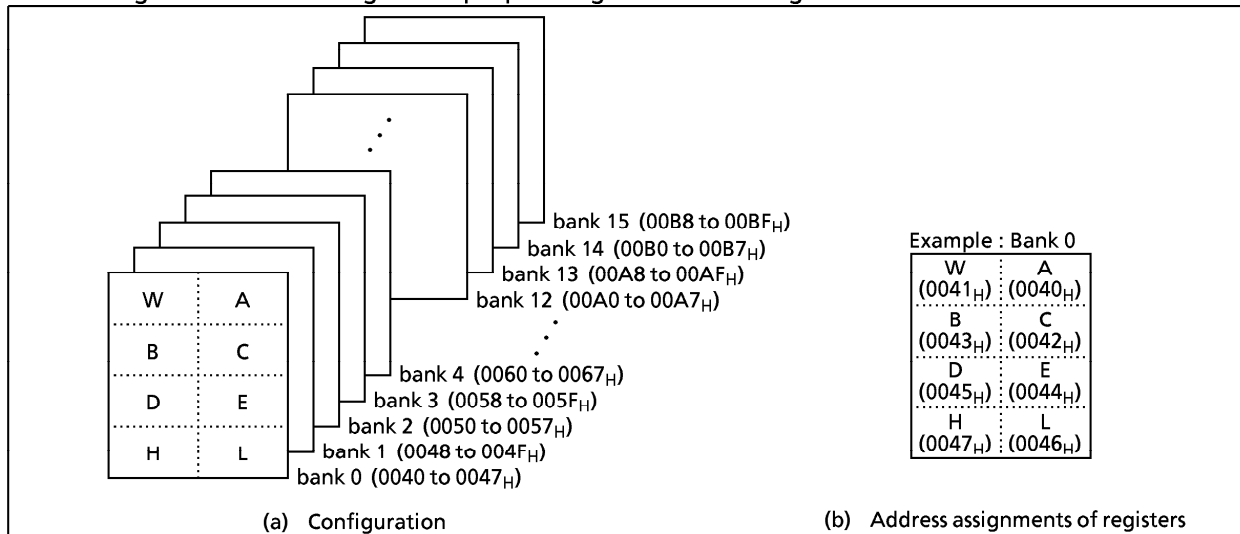 bank 15 (00B8 to 00BFH)
bank 14 (00B0 to 00B7H)
bank 13 (00A8 to 00AFH)
bank 12 (00A0 to 00A7H)
W A
B C
D E
H L
bank 4 (0060 to 0067H)
bank 3 (0058 to 005FH)
bank 2 (0050 to 0057H)
bank 1 (0048 to 004FH)
bank 0 (0040 to 0047H)
(a) Configuration
Example : Bank 0
W A
(0041H) (0040H)
B C
(0043H) (0042H)
D E
(0045H) (0044H)
H L
(0047H) (0046H)
(b) Address assignments of registers